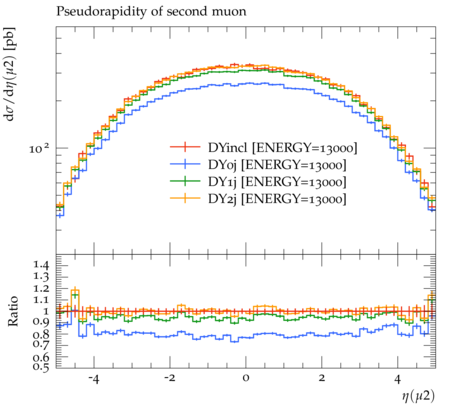 Pseudorapidity of second muon
dσ/dη(μ2) [pb]
10²
DYincl [ENERGY=13000]
DY0j [ENERGY=13000]
DY1j [ENERGY=13000]
DY2j [ENERGY=13000]
Ratio
1.4
1.3
1.2
1.1
1
0.9
0.8
0.7
0.6
0.5
-4 -2 0 2 4
η(μ2)